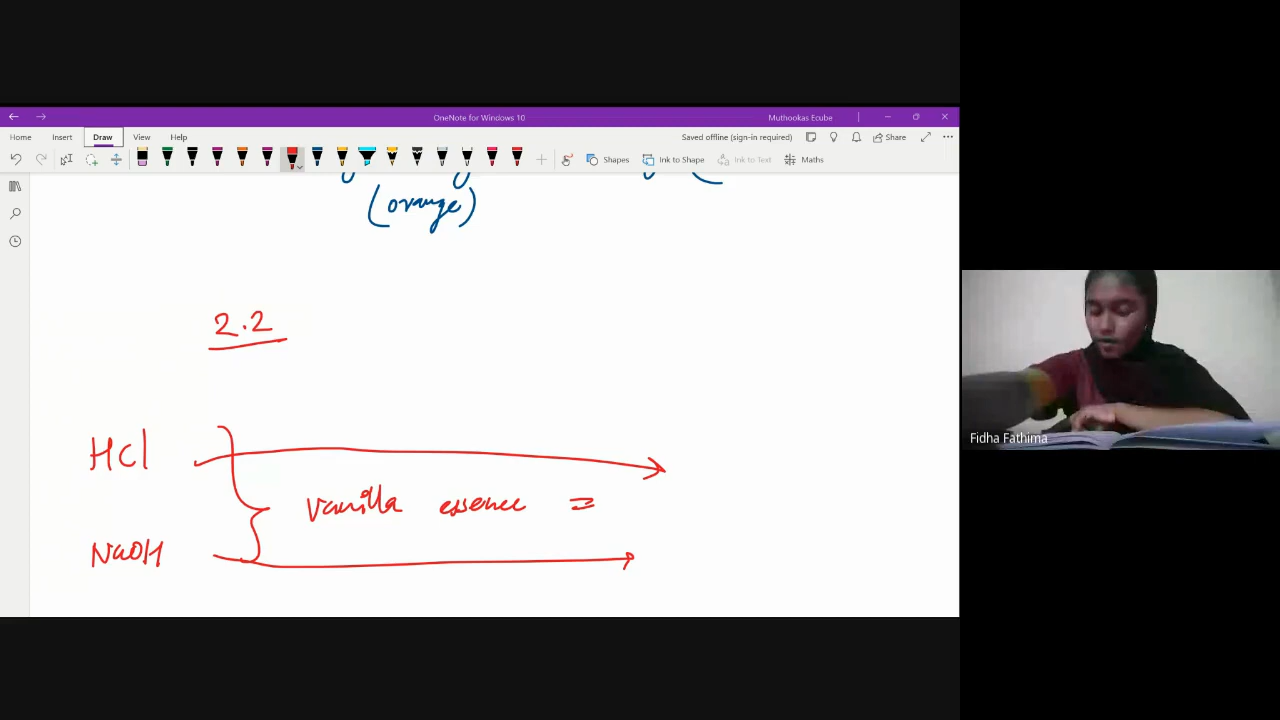 OneNote for Windows 10
Muthookas Ecube
Home Insert Draw View Help
Saved offline (sign-in required)
Share
Shapes
Ink to Shape
Ink to Text
Maths
(orange)
2.2
HCl
Vanilla essence =
NaOH
Fidha Fathima